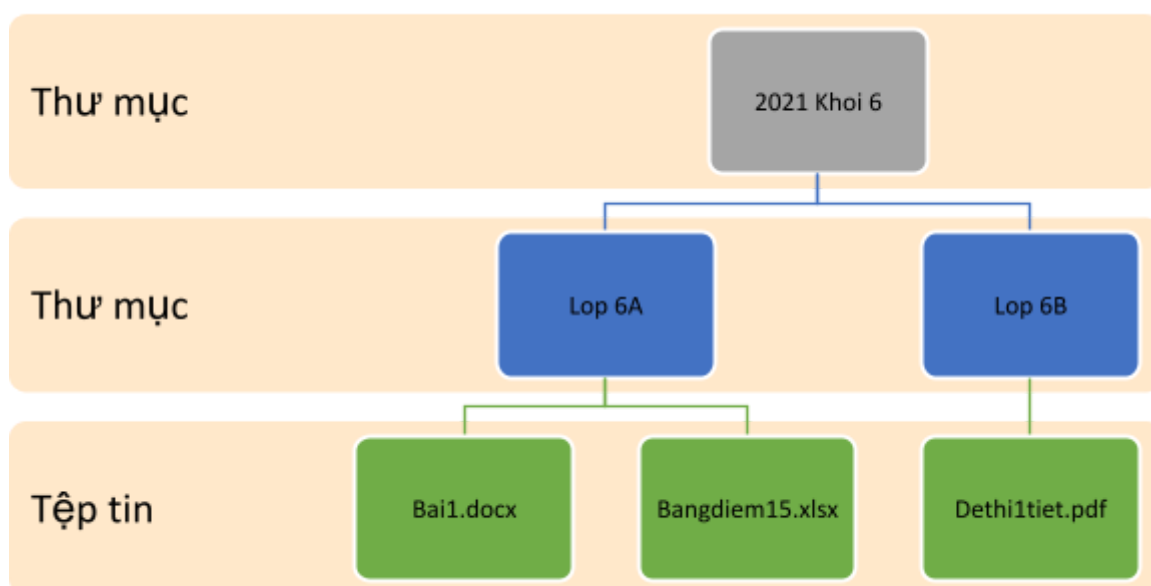 Thư mục
2021 Khoi 6
Thư mục
Lop 6A
Lop 6B
Tệp tin
Bai1.docx
Bangdiem15.xlsx
Dethi1tiet.pdf